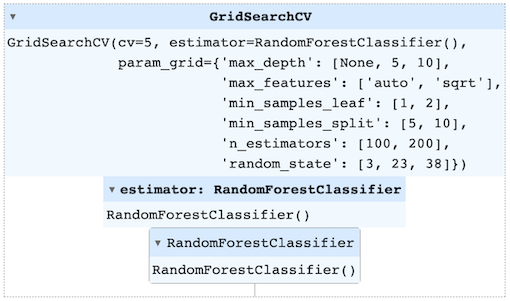 GridSearchCV
GridSearchCV(cv=5, estimator=RandomForestClassifier(),
param_grid={'max_depth': [None, 5, 10],
'max_features': ['auto', 'sqrt'],
'min_samples_leaf': [1, 2],
'min_samples_split': [5, 10],
'n_estimators': [100, 200],
'random_state': [3, 23, 38]})
estimator: RandomForestClassifier
RandomForestClassifier()
RandomForestClassifier
RandomForestClassifier()